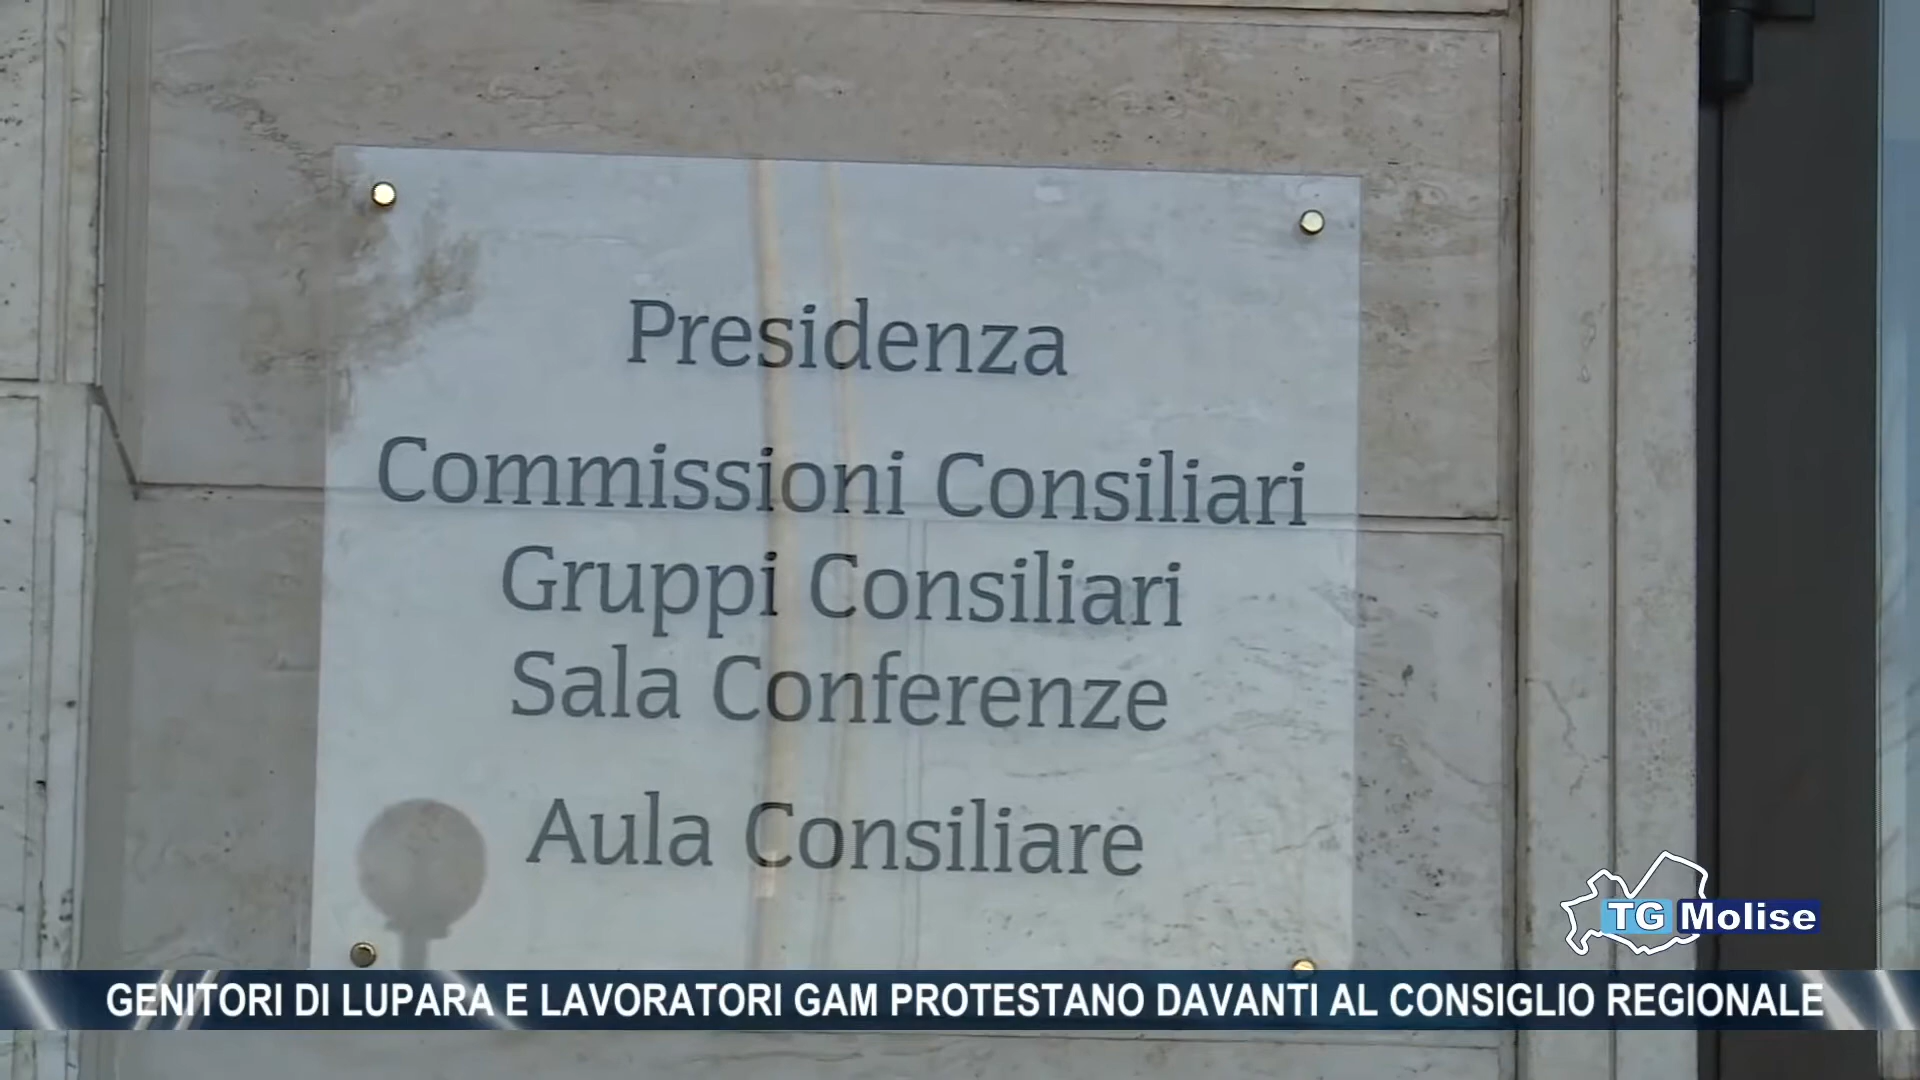 Presidenza
Commissioni Consiliari
Gruppi Consiliari
Sala Conferenze
Aula Consiliare
TG Molise
GENITORI DI LUPARA E LAVORATORI GAM PROTESTANO DAVANTI AL CONSIGLIO REGIONALE